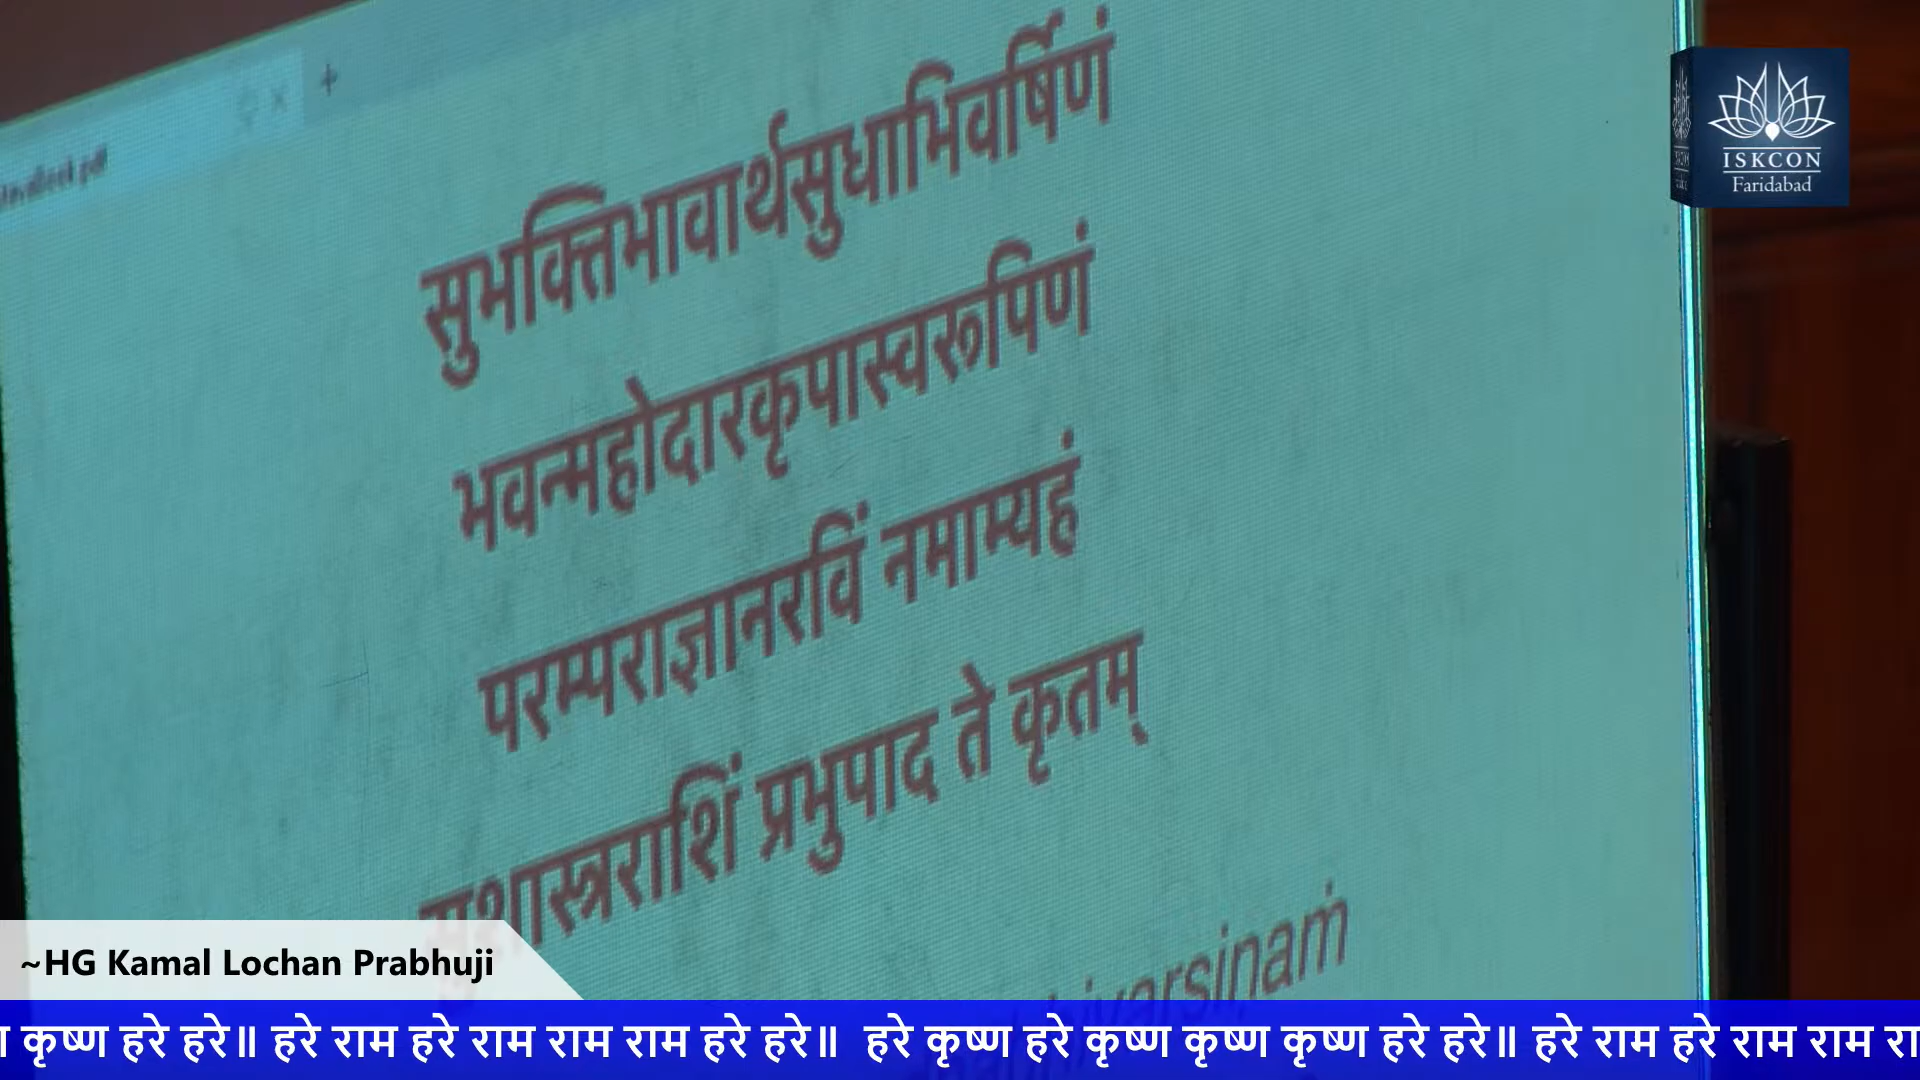 सुभक्तिभावार्थसुधाभिवर्षिणं
भवन्महोदारकृपास्वरूपिणं
परम्पराज्ञानरविं नमाम्यहं
सुशास्त्रराशिं प्रभुपाद ते कृतम्
ISKCON
Faridabad
~HG Kamal Lochan Prabhuji
कृष्ण हरे हरे॥ हरे राम हरे राम राम राम हरे हरे॥ हरे कृष्ण हरे कृष्ण कृष्ण कृष्ण हरे हरे॥ हरे राम हरे राम राम